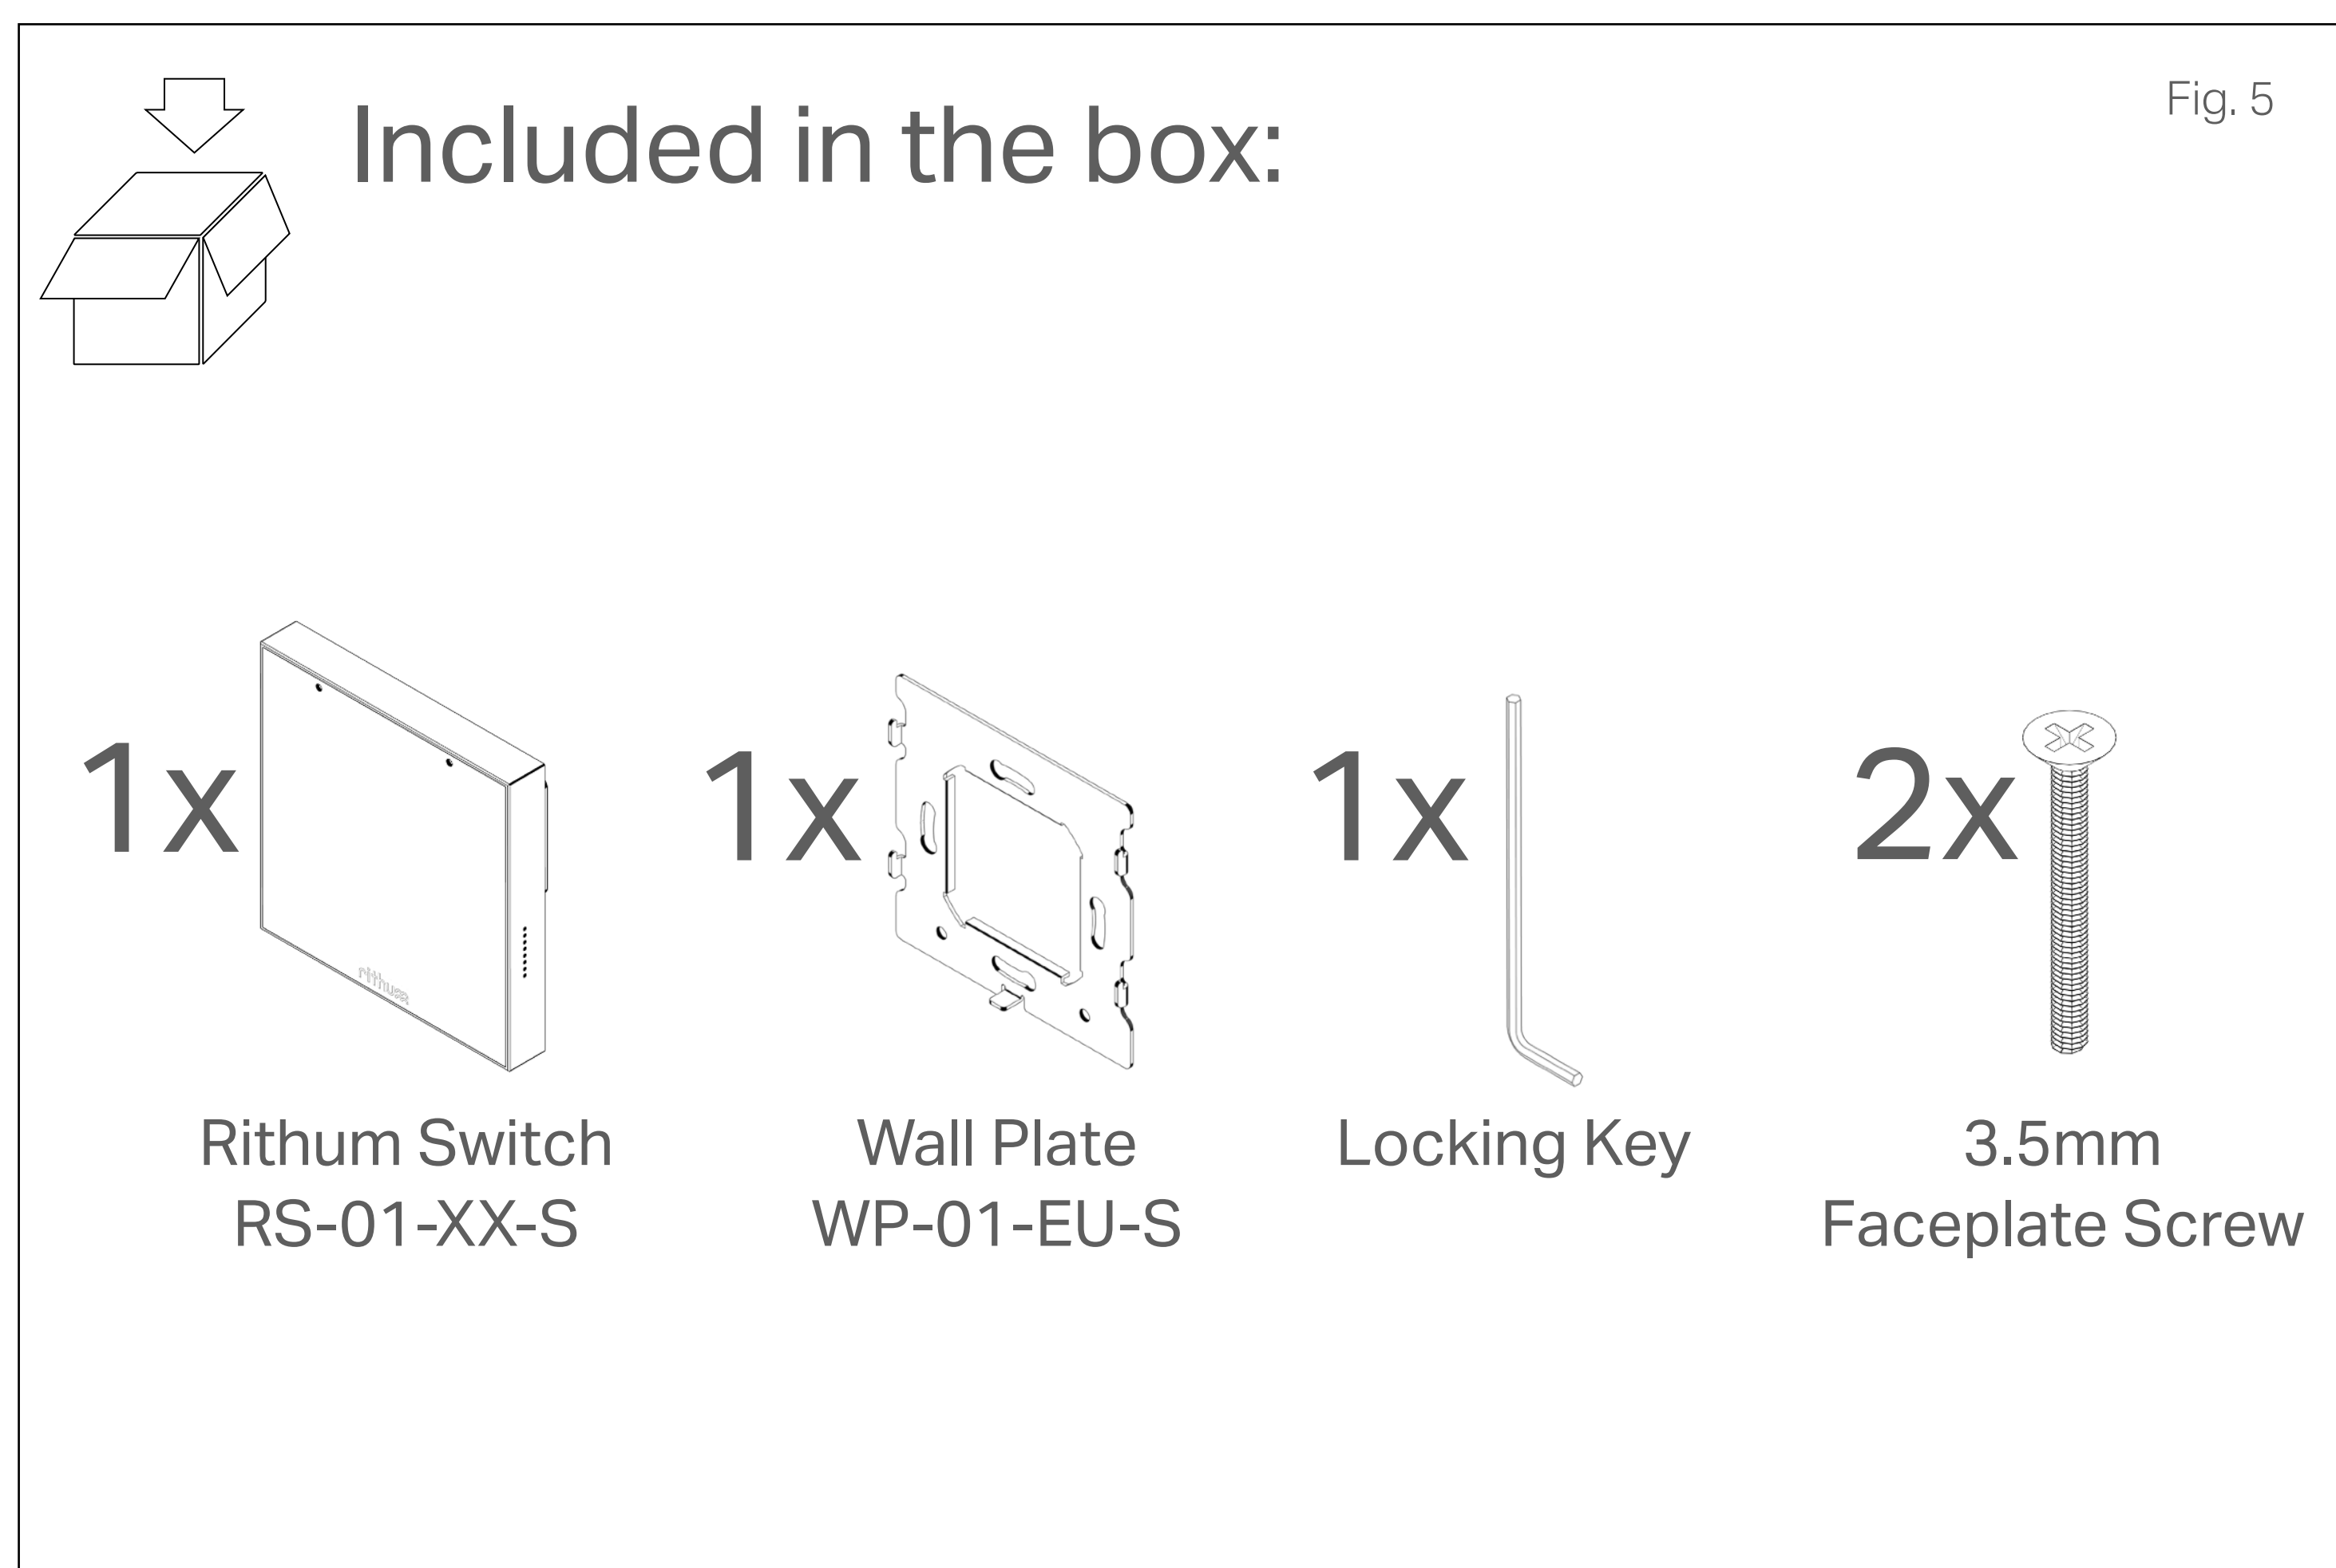 Fig. 5
Included in the box:
1x
1x
1x
2x
rithum
Rithum Switch
RS-01-XX-S
Wall Plate
WP-01-EU-S
Locking Key
3.5mm
Faceplate Screw